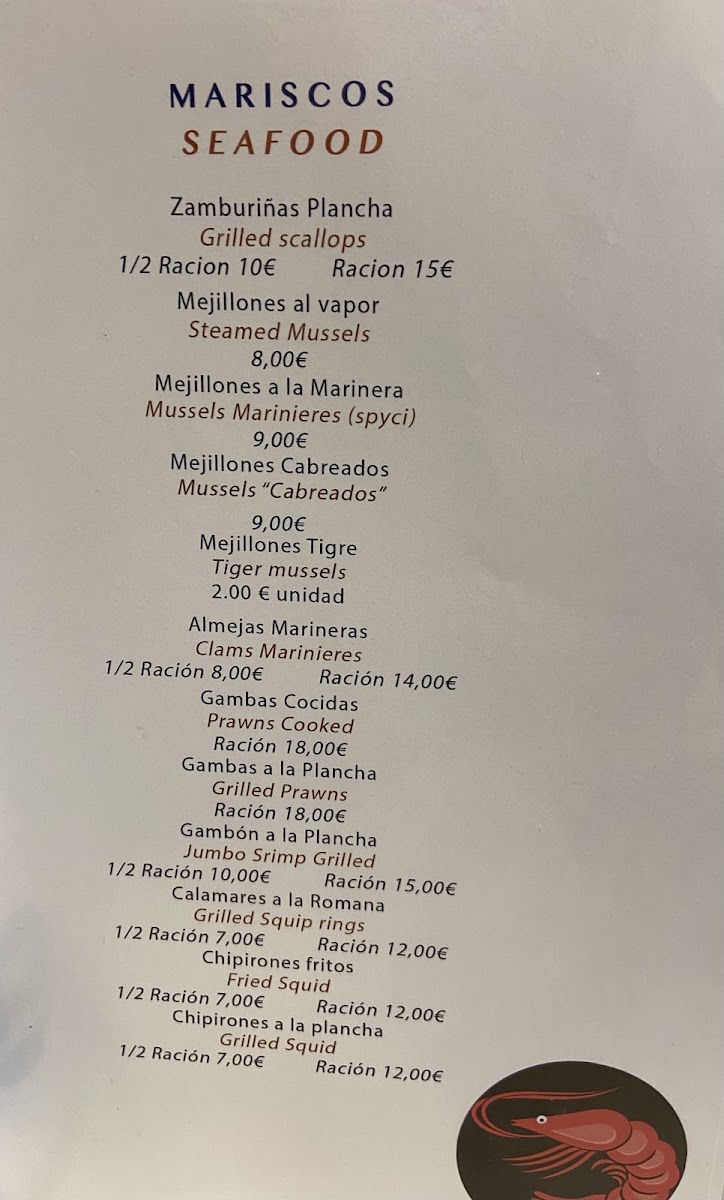 MARISCOS
SEAFOOD
Zamburiñas Plancha
Grilled scallops
1/2 Racion 10€ Racion 15€
Mejillones al vapor
Steamed Mussels
8,00€
Mejillones a la Marinera
Mussels Marinieres (spyci)
9,00€
Mejillones Cabreados
Mussels “Cabreados”
9,00€
Mejillones Tigre
Tiger mussels
2.00 € unidad
Almejas Marineras
Clams Marinieres
1/2 Ración 8,00€ Ración 14,00€
Gambas Cocidas
Prawns Cooked
Ración 18,00€
Gambas a la Plancha
Grilled Prawns
Ración 18,00€
Gambón a la Plancha
Jumbo Srimp Grilled
1/2 Ración 10,00€ Ración 15,00€
Calamares a la Romana
Grilled Squip rings
1/2 Ración 7,00€ Ración 12,00€
Chipirones fritos
Fried Squid
1/2 Ración 7,00€ Ración 12,00€
Chipirones a la plancha
Grilled Squid
1/2 Ración 7,00€ Ración 12,00€